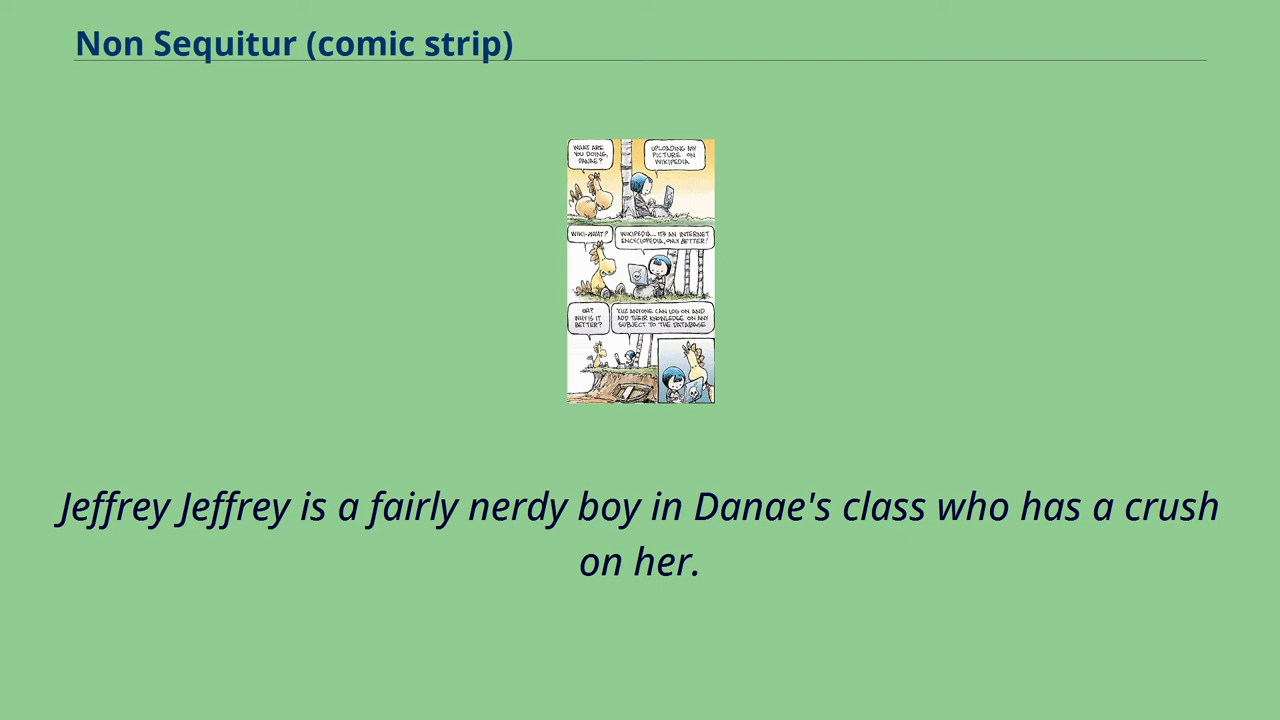 Non Sequitur (comic strip)
WHAT ARE
YOU DOING,
DANAE?
UPLOADING MY
PICTURE ON
WIKIPEDIA
WIKI-WHAT?
WIKIPEDIA... IT'S AN INTERNET
ENCYCLOPEDIA, ONLY BETTER!
OH?
WHY IS IT
BETTER?
'CUZ ANYONE CAN LOG ON AND
ADD THEIR KNOWLEDGE ON ANY
SUBJECT TO THE DATABASE
Jeffrey Jeffrey is a fairly nerdy boy in Danae's class who has a crush
on her.